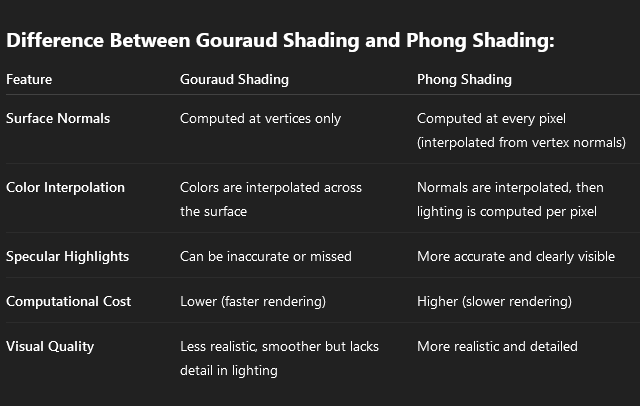 Difference Between Gouraud Shading and Phong Shading:
Feature Gouraud Shading Phong Shading
Surface Normals Computed at vertices only Computed at every pixel
(interpolated from vertex normals)
Color Interpolation Colors are interpolated across Normals are interpolated, then
the surface lighting is computed per pixel
Specular Highlights Can be inaccurate or missed More accurate and clearly visible
Computational Cost Lower (faster rendering) Higher (slower rendering)
Visual Quality Less realistic, smoother but lacks More realistic and detailed
detail in lighting